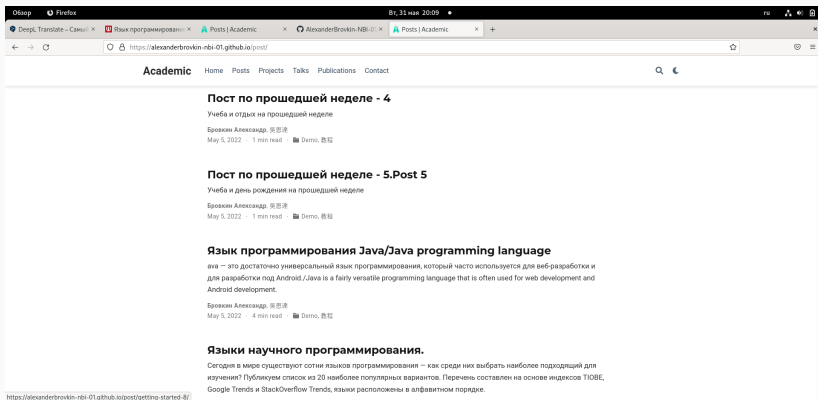 Обзор Firefox Вт, 31 мая 20:09 ru
DeepL Translate – Самый Язык программирования Posts | Academic AlexanderBrovkin-NBI-01 Posts | Academic
https://alexanderbrovkin-nbi-01.github.io/post/
Academic Home Posts Projects Talks Publications Contact
Пост по прошедшей неделе - 4
Учеба и отдых на прошедшей неделе
Бровкин Александр, 吳恩達
May 5, 2022 · 1 min read · Demo, 教程
Пост по прошедшей неделе - 5.Post 5
Учеба и день рождения на прошедшей неделе
Бровкин Александр, 吳恩達
May 5, 2022 · 1 min read · Demo, 教程
Язык программирования Java/Java programming language
ava — это достаточно универсальный язык программирования, который часто используется для веб-разработки и
для разработки под Android./Java is a fairly versatile programming language that is often used for web development and
Android development.
Бровкин Александр, 吳恩達
May 5, 2022 · 4 min read · Demo, 教程
Языки научного программирования.
Сегодня в мире существуют сотни языков программирования — как среди них выбрать наиболее подходящий для
изучения? Публикуем список из 20 наиболее популярных вариантов. Перечень составлен на основе индексов TIOBE,
Google Trends и StackOverflow Trends, языки расположены в алфавитном порядке.
https://alexanderbrovkin-nbi-01.github.io/post/getting-started-8/